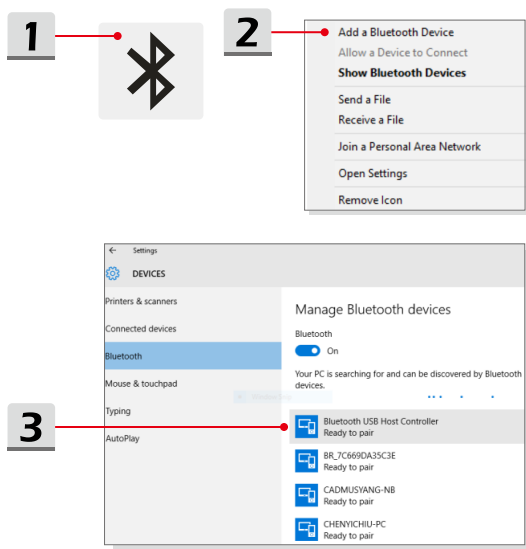 1
2
Add a Bluetooth Device
Allow a Device to Connect
Show Bluetooth Devices
Send a File
Receive a File
Join a Personal Area Network
Open Settings
Remove Icon
Settings
DEVICES
Printers & scanners
Connected devices
Bluetooth
Mouse & touchpad
Typing
AutoPlay
Manage Bluetooth devices
Bluetooth
On
Your PC is searching for and can be discovered by Bluetooth
devices.
3
Bluetooth USB Host Controller
Ready to pair
BR_7C669DA35C3E
Ready to pair
CADMUSYANG-NB
Ready to pair
CHENYICHIU-PC
Ready to pair